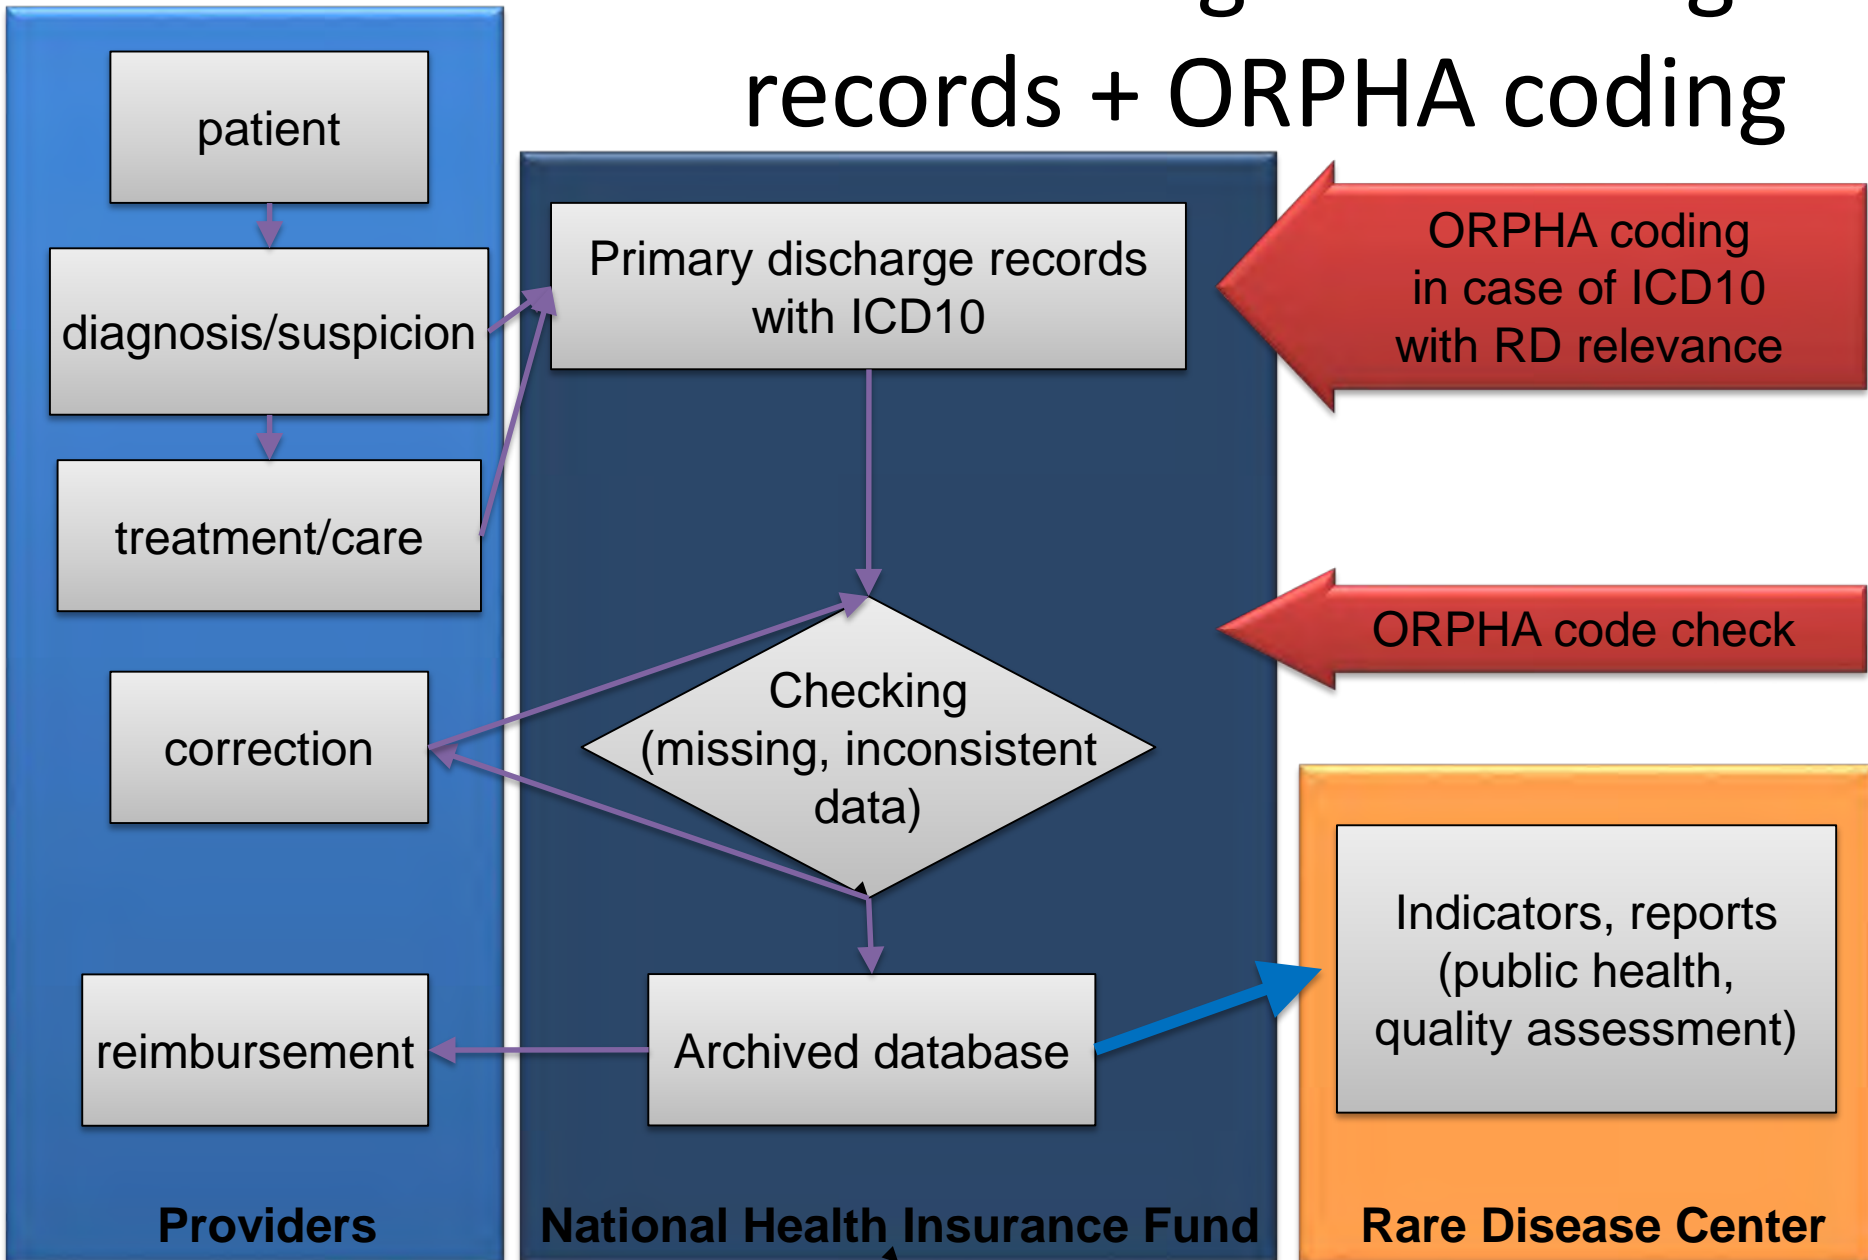 records + ORPHA coding
patient
diagnosis/suspicion
treatment/care
correction
reimbursement
Providers
Primary discharge records
with ICD10
Checking
(missing, inconsistent
data)
Archived database
National Health Insurance Fund
ORPHA coding
in case of ICD10
with RD relevance
ORPHA code check
Indicators, reports
(public health,
quality assessment)
Rare Disease Center